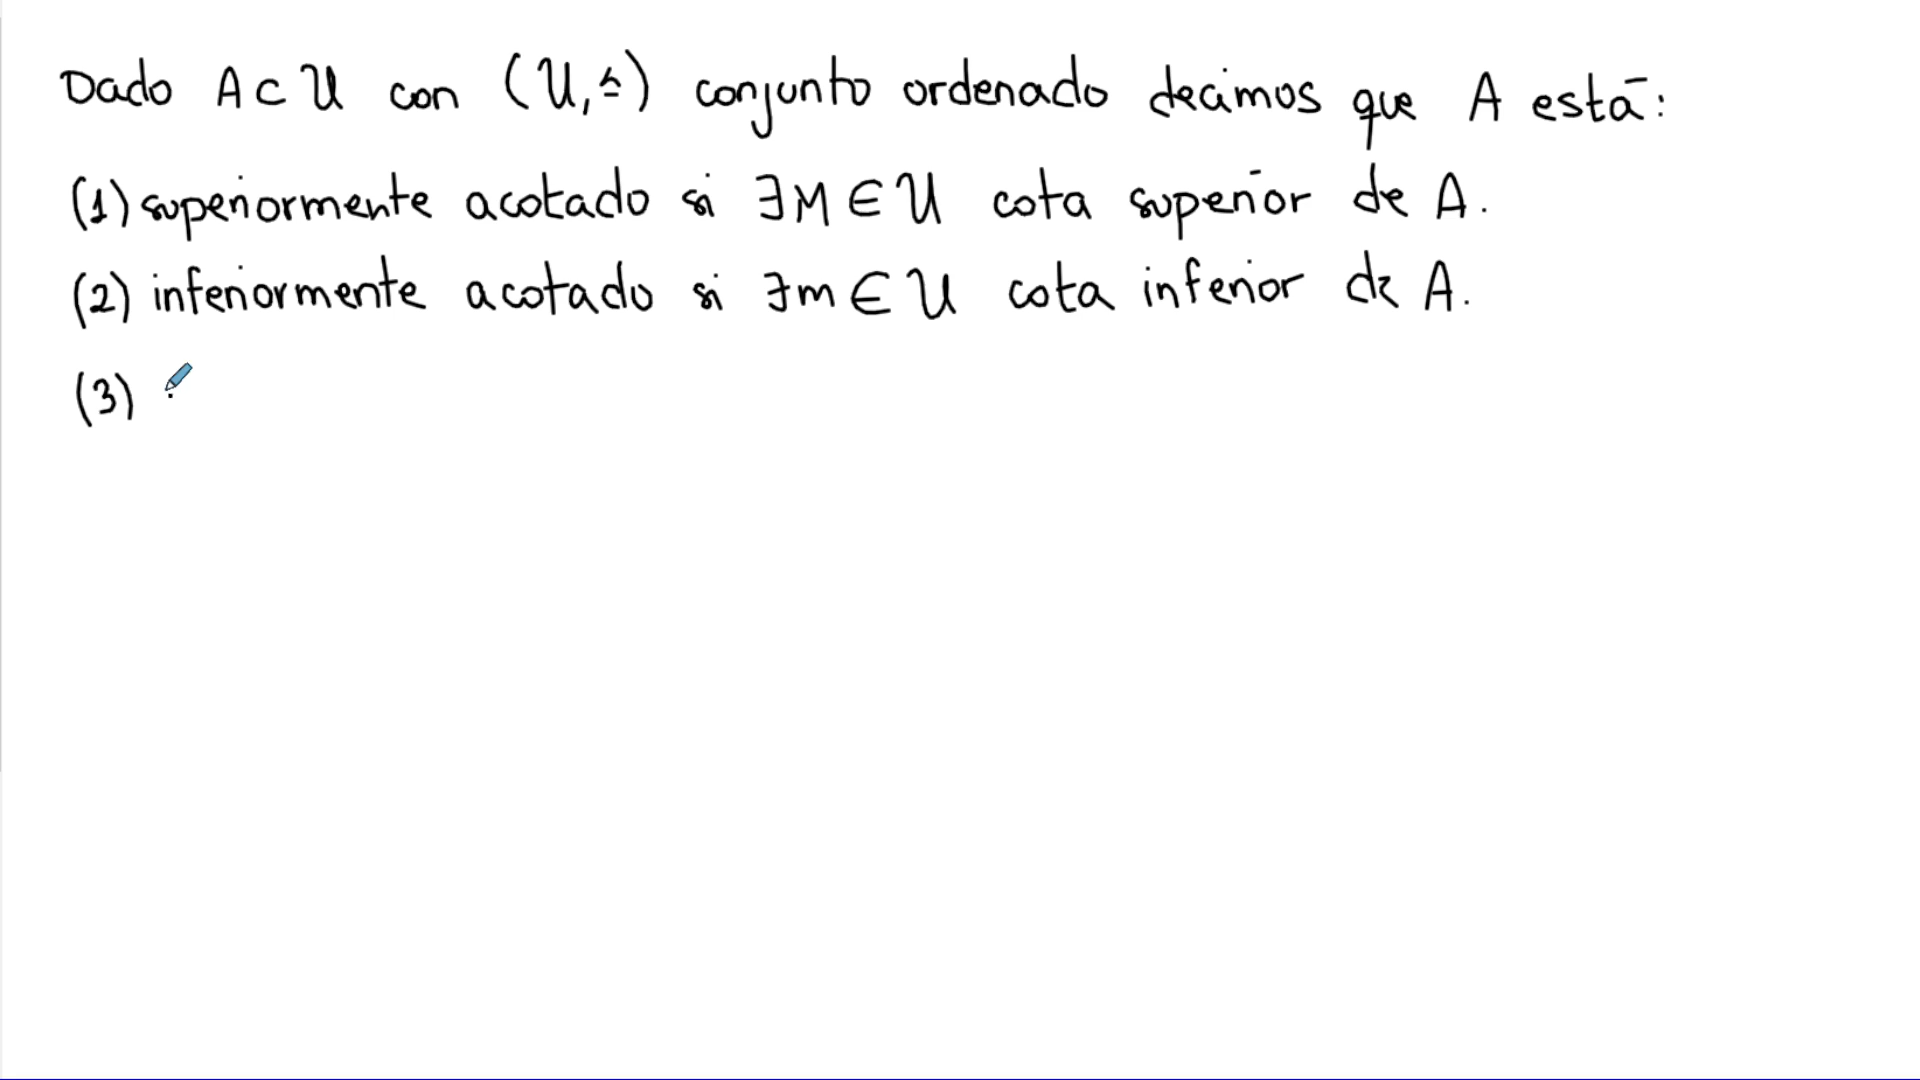 Dado A ⊂ U con (U, ≤) conjunto ordenado decimos que A está:
(1) superiormente acotado si ∃ M ∈ U cota superior de A.
(2) inferiormente acotado si ∃ m ∈ U cota inferior de A.
(3)